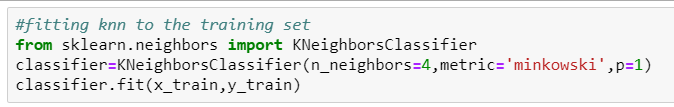 #fitting knn to the training set
from sklearn.neighbors import KNeighborsClassifier
classifier=KNeighborsClassifier(n_neighbors=4,metric='minkowski',p=1)
classifier.fit(x_train,y_train)